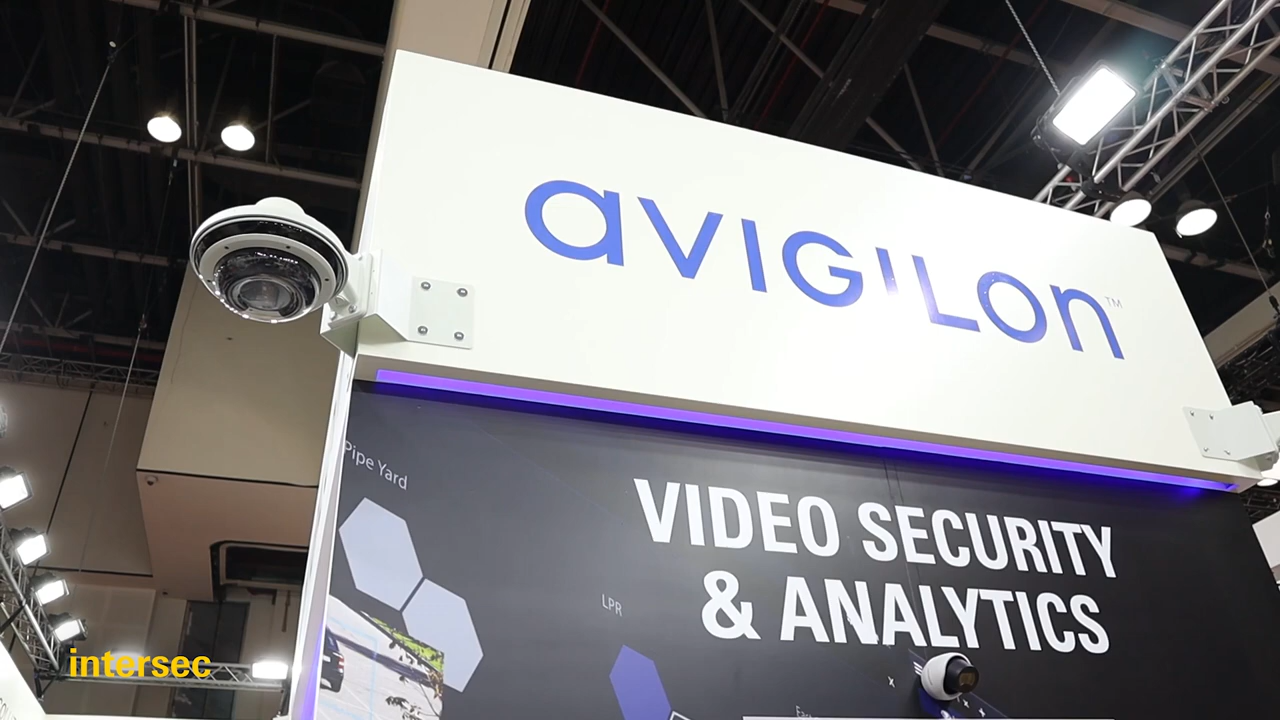 avigilon™
Pipe Yard
VIDEO SECURITY
& ANALYTICS
LPR
intersec